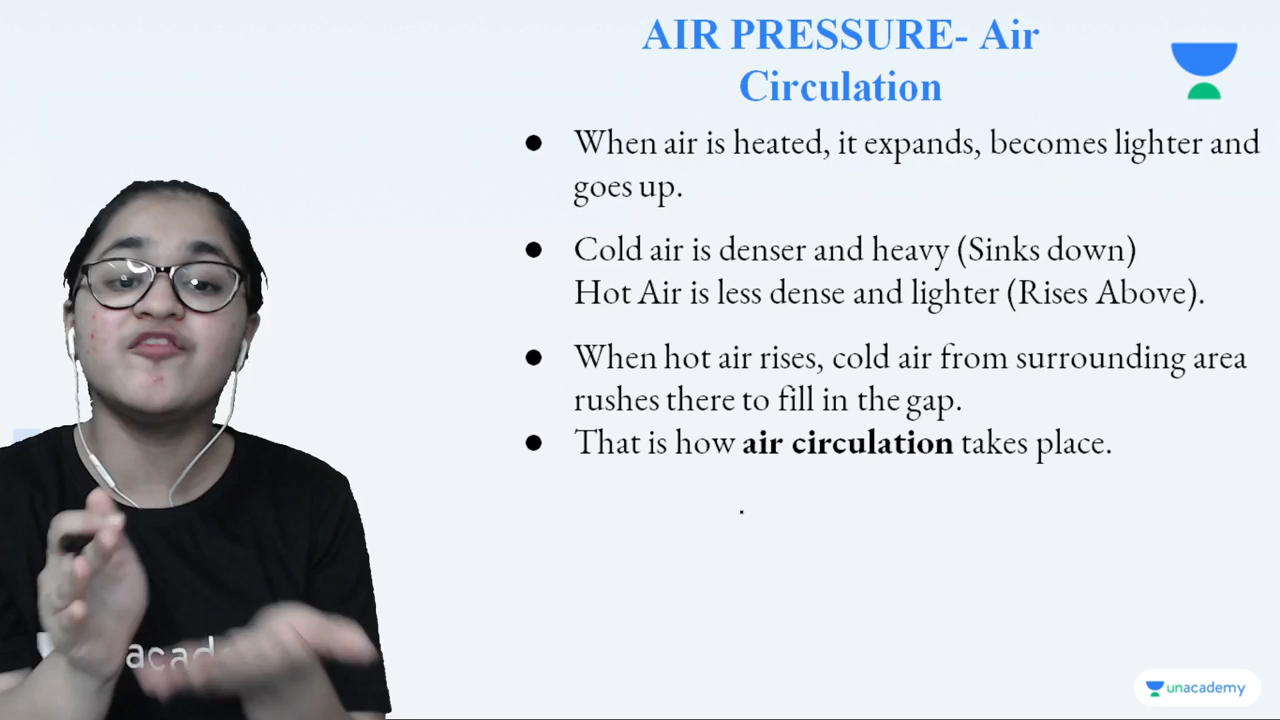 AIR PRESSURE- Air
Circulation
● When air is heated, it expands, becomes lighter and
goes up.
● Cold air is denser and heavy (Sinks down)
Hot Air is less dense and lighter (Rises Above).
● When hot air rises, cold air from surrounding area
rushes there to fill in the gap.
● That is how air circulation takes place.
acad
unacademy